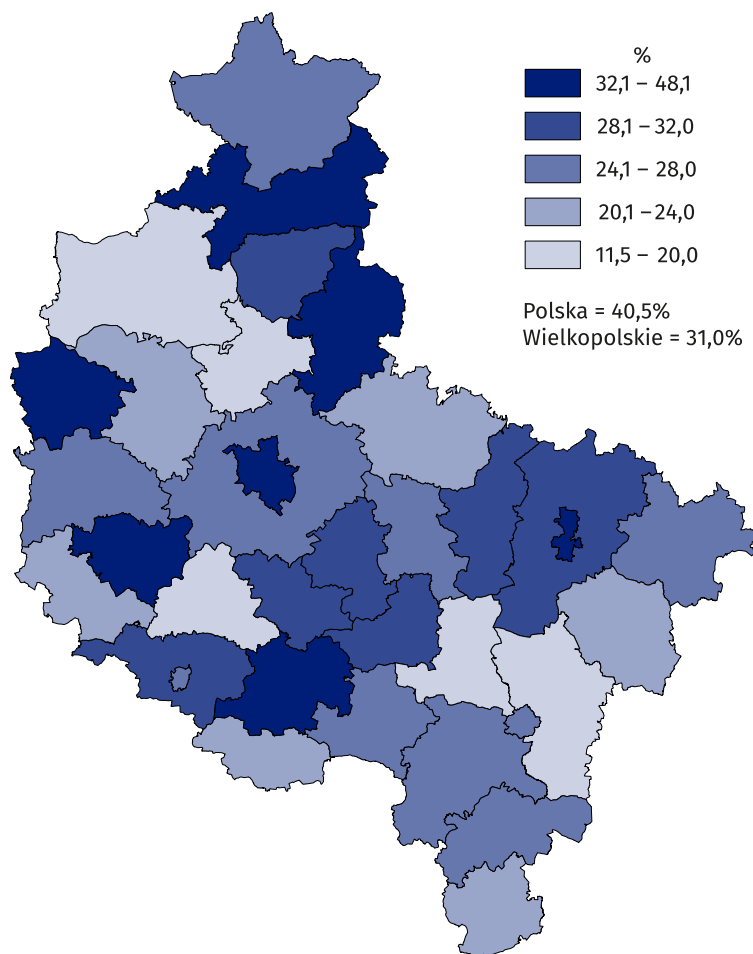 %
32,1 – 48,1
28,1 – 32,0
24,1 – 28,0
20,1 – 24,0
11,5 – 20,0
Polska = 40,5%
Wielkopolskie = 31,0%